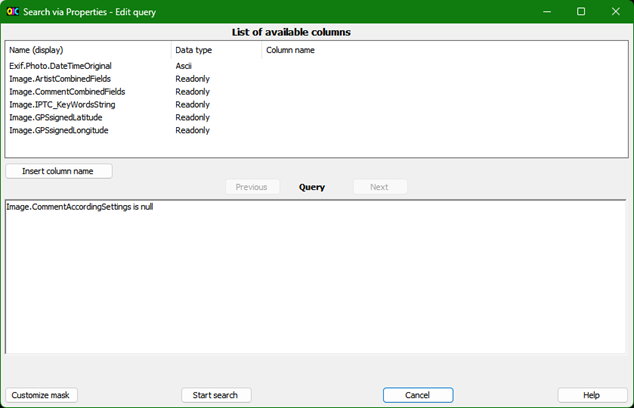 Search via Properties - Edit query
List of available columns
Name (display) Data type Column name
Exif.Photo.DateTimeOriginal Ascii
Image.ArtistCombinedFields Readonly
Image.CommentCombinedFields Readonly
Image.IPTC_KeyWordsString Readonly
Image.GPSsignedLatitude Readonly
Image.GPSsignedLongitude Readonly
Insert column name
Previous Query Next
Image.CommentAccordingSettings is null
Customize mask Start search Cancel Help